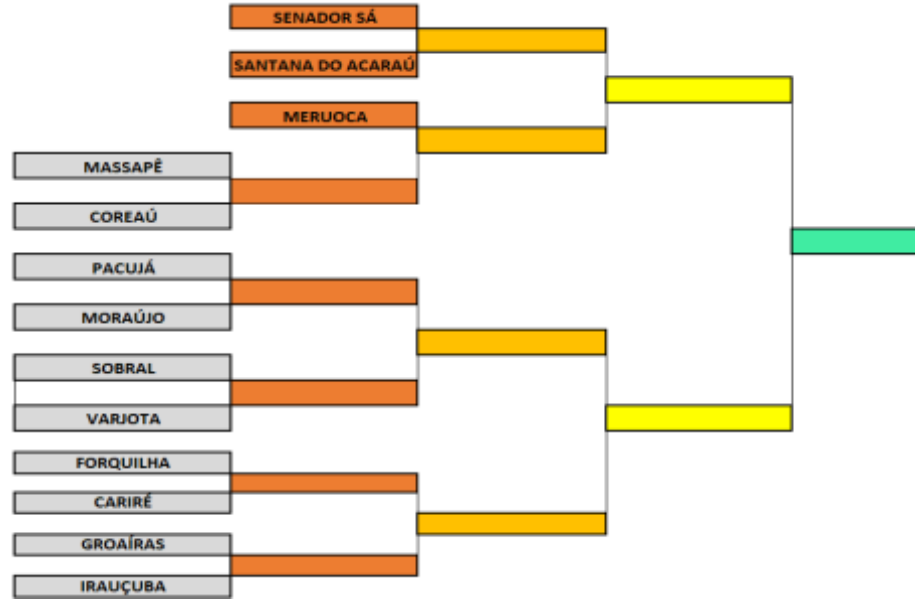 SENADOR SÁ
SANTANA DO ACARAÚ
MERUOCA
MASSAPÊ
COREAÚ
PACUJÁ
MORAÚJO
SOBRAL
VARJOTA
FORQUILHA
CARIRÉ
GROAÍRAS
IRAUÇUBA